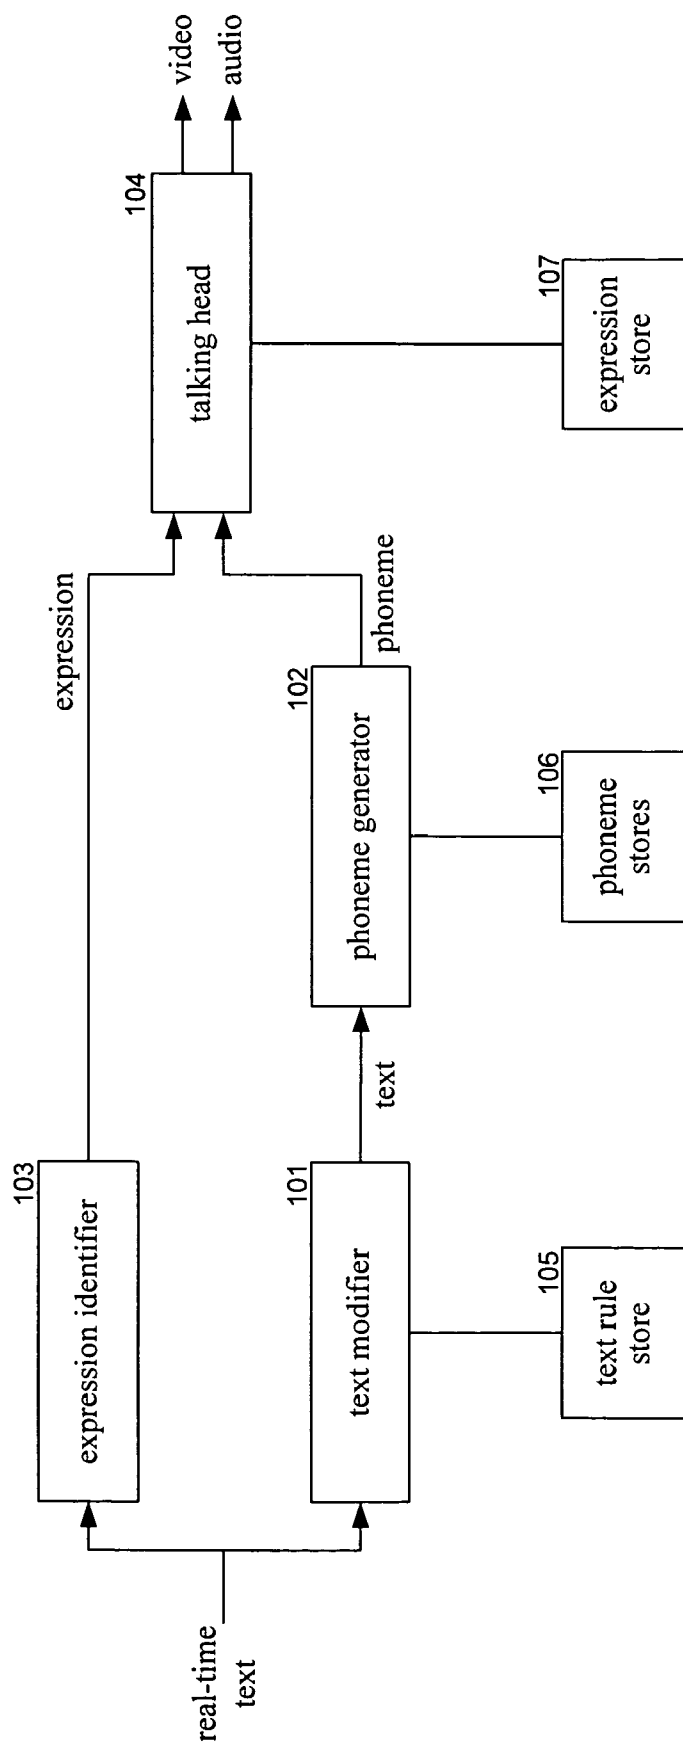 real-time
text
103
expression identifier
expression
101
text modifier
text
102
phoneme generator
phoneme
104
talking head
video
audio
105
text rule
store
106
phoneme
stores
107
expression
store